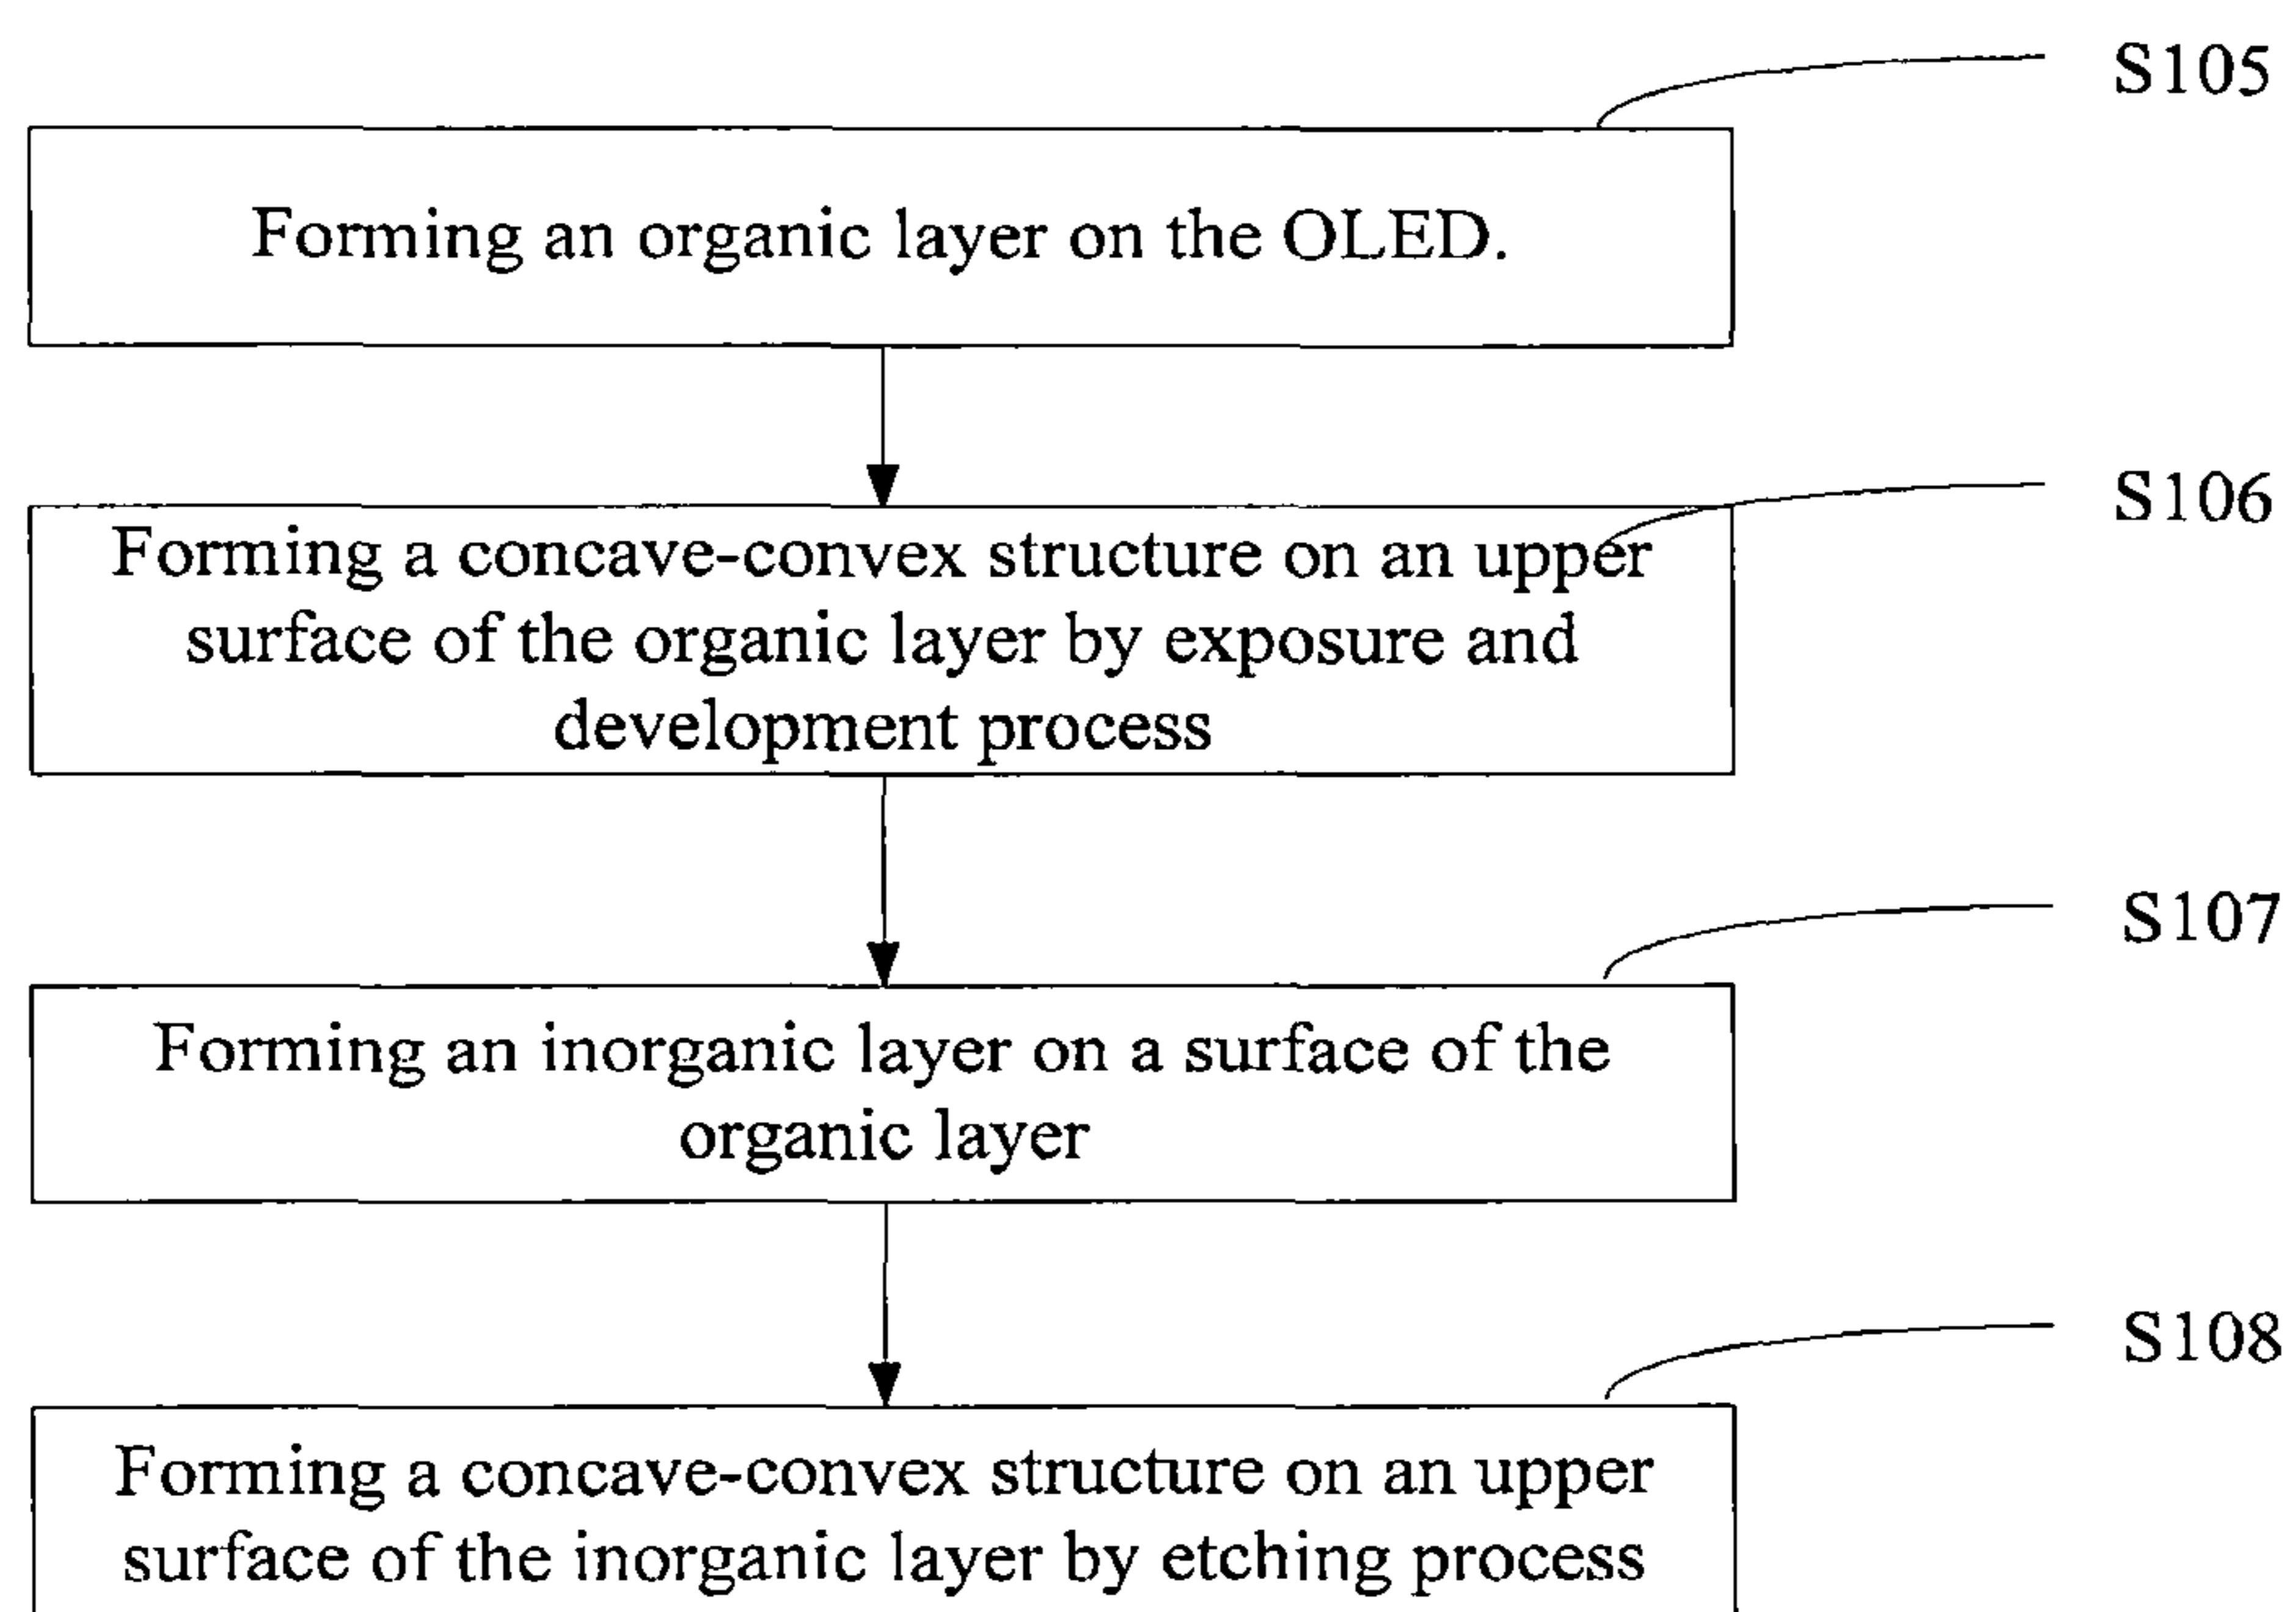 S105
Forming an organic layer on the OLED.
S106
Forming a concave-convex structure on an upper
surface of the organic layer by exposure and
development process
S107
Forming an inorganic layer on a surface of the
organic layer
S108
Forming a concave-convex structure on an upper
surface of the inorganic layer by etching process